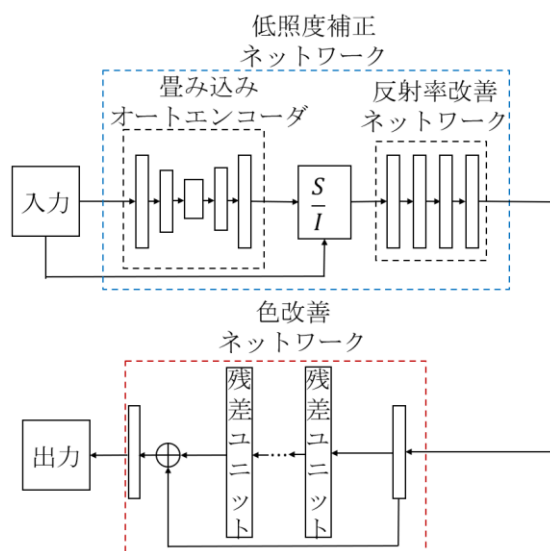 低照度補正
ネットワーク
畳み込み
オートエンコーダ
反射率改善
ネットワーク
入力
S
I
色改善
ネットワーク
残差ユニット
残差ユニット
…
出力